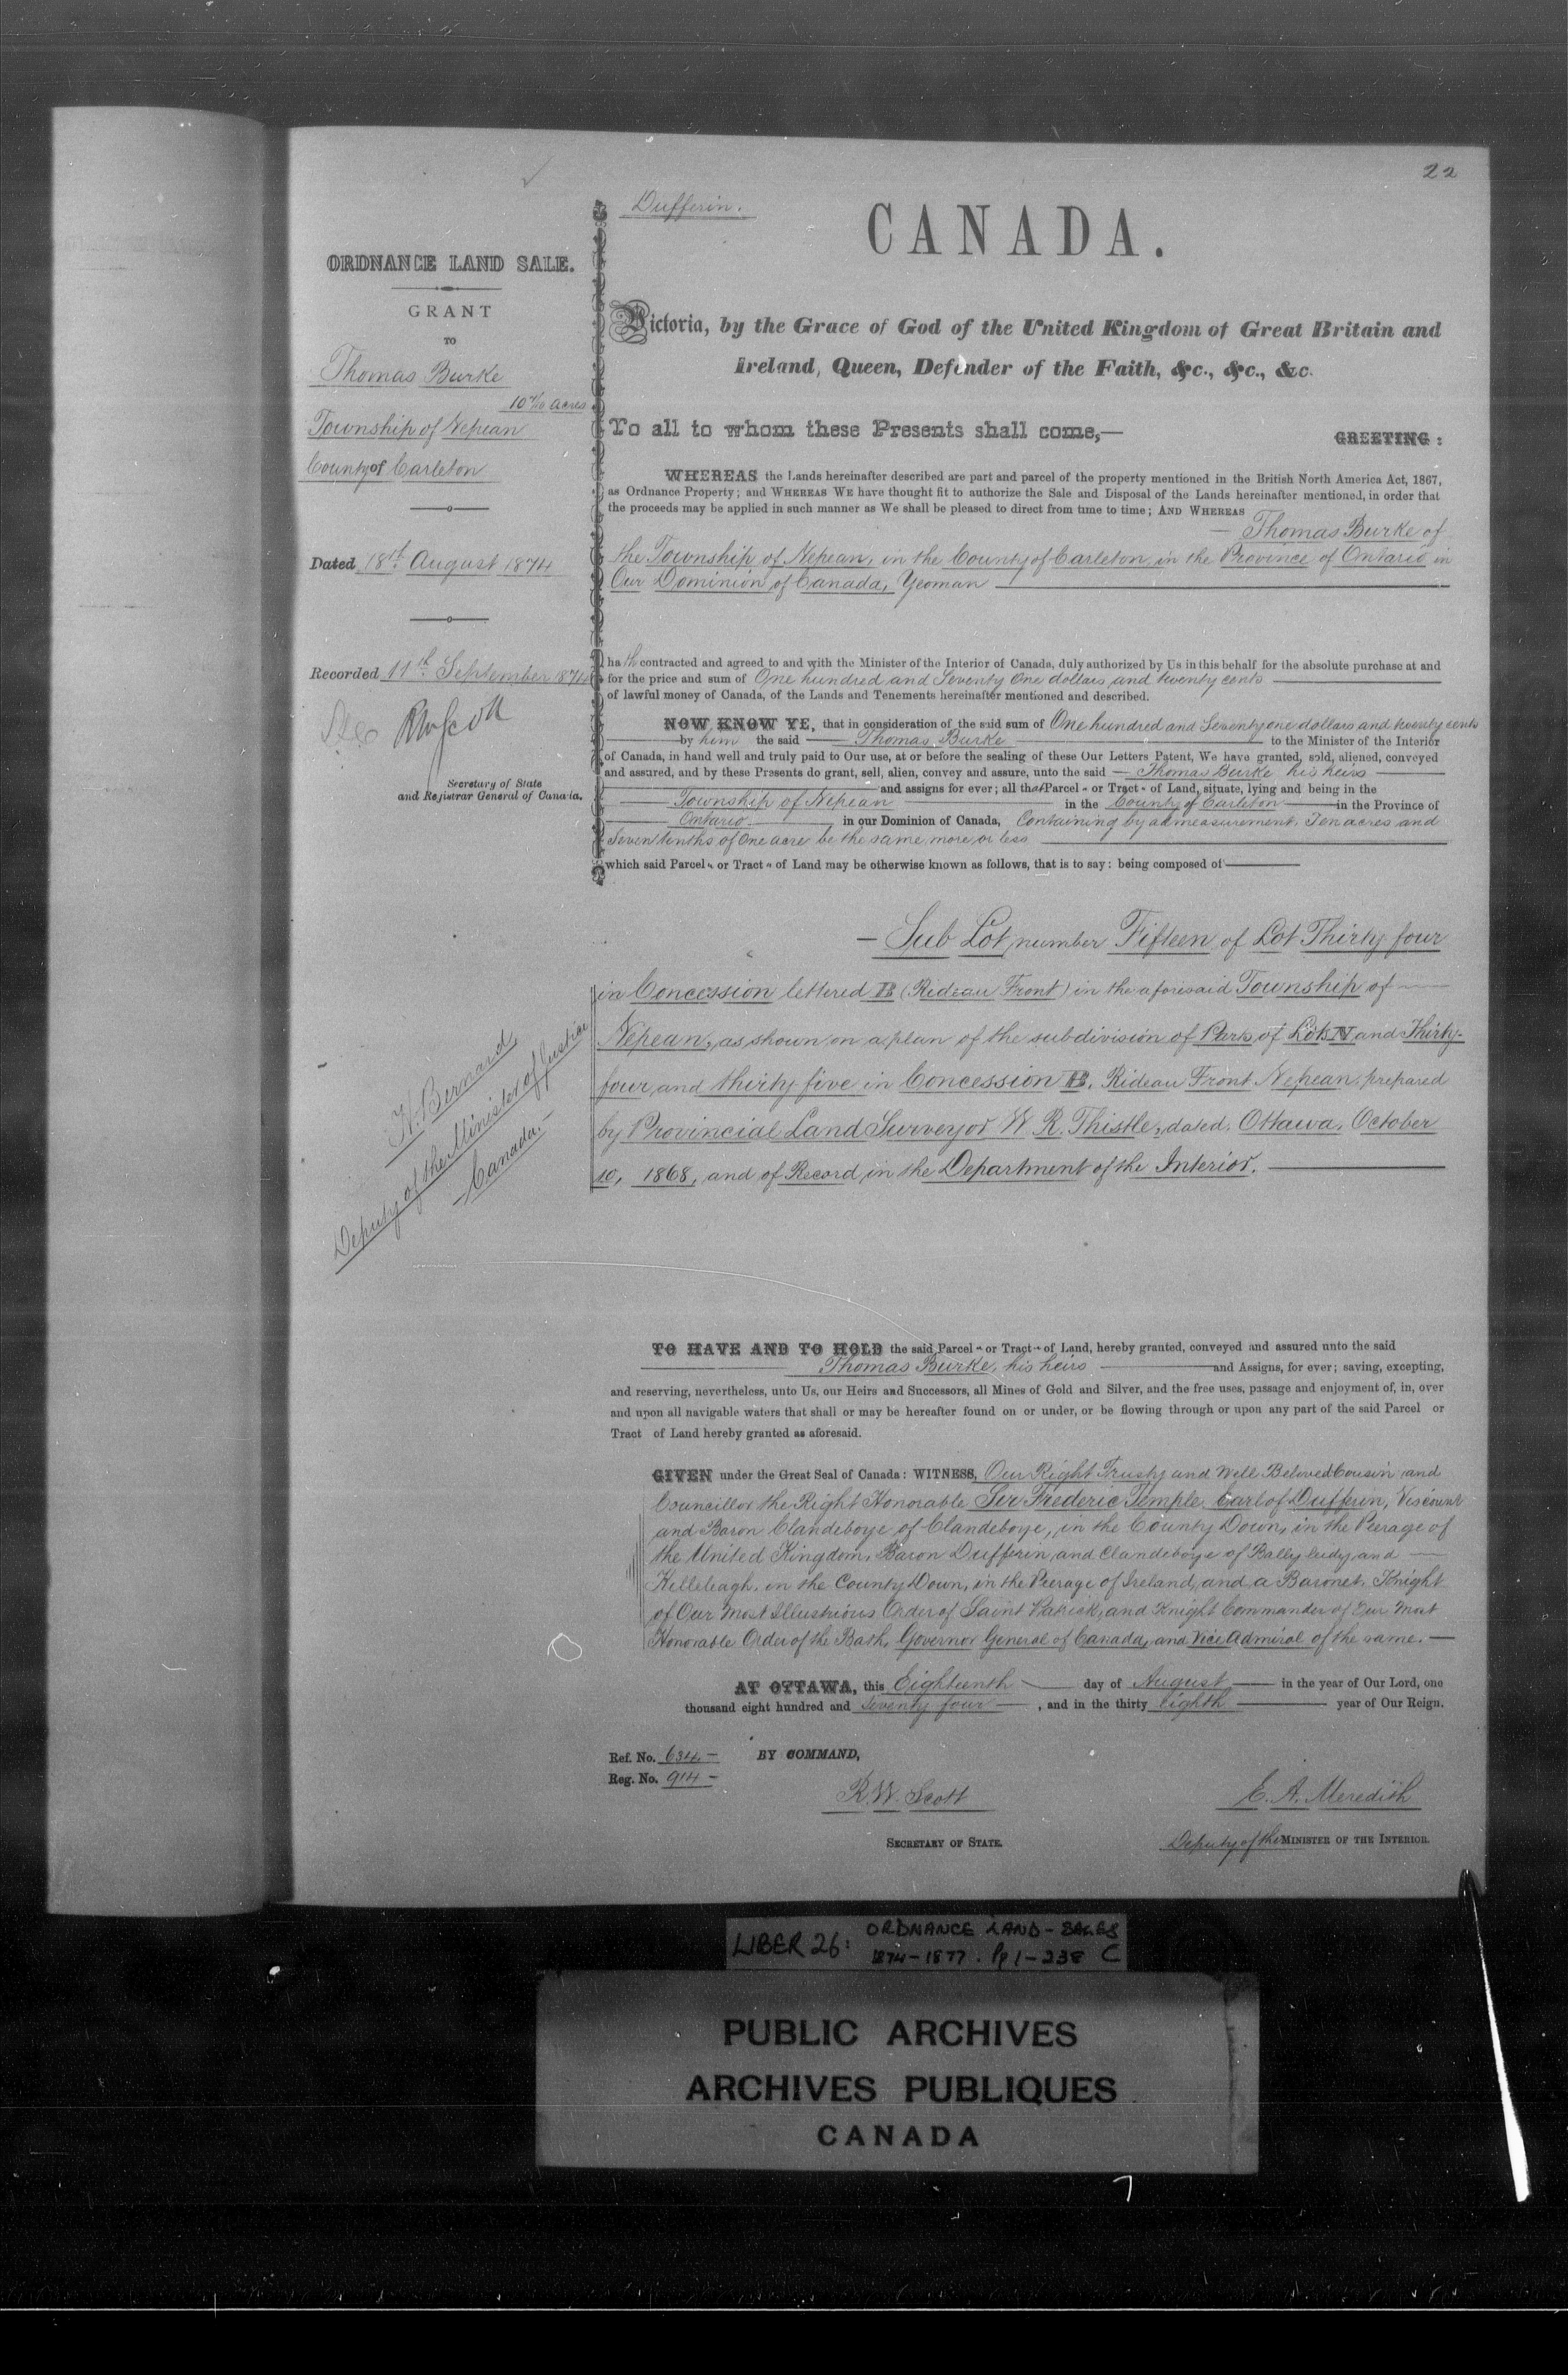 22
Dufferin.
CANADA.
ORDNANCE LAND SALE.
GRANT
TO
Thomas Burke
10 7/10 acres
Township of Nepean
County of Carleton
Dated 18th August 1874
Recorded 11th September 1874
RW Scott
Secretary of State
and Registrar General of Canada.
H. Bernard,
Deputy of the Minister of Justice
Canada.
Victoria, by the Grace of God of the United Kingdom of Great Britain and
Ireland, Queen, Defender of the Faith, &c., &c., &c.
To all to whom these Presents shall come,—
GREETING:
WHEREAS the Lands hereinafter described are part and parcel of the property mentioned in the British North America Act, 1867,
as Ordnance Property; and WHEREAS WE have thought fit to authorize the Sale and Disposal of the Lands hereinafter mentioned, in order that
the proceeds may be applied in such manner as We shall be pleased to direct from time to time; AND WHEREAS
— Thomas Burke of
the Township of Nepean, in the County of Carleton, in the Province of Ontario in
Our Dominion of Canada, Yeoman
hath contracted and agreed to and with the Minister of the Interior of Canada, duly authorized by Us in this behalf for the absolute purchase at and
for the price and sum of One hundred and Seventy One dollars and twenty cents
of lawful money of Canada, of the Lands and Tenements hereinafter mentioned and described.
NOW KNOW YE, that in consideration of the said sum of One hundred and Seventy one dollars and twenty cents
by him the said — Thomas Burke — to the Minister of the Interior
of Canada, in hand well and truly paid to Our use, at or before the sealing of these Our Letters Patent, We have granted, sold, aliened, conveyed
and assured, and by these Presents do grant, sell, alien, convey and assure, unto the said — Thomas Burke his heirs —
and assigns for ever; all that Parcel or Tract of Land, situate, lying and being in the
Township of Nepean — in the County of Carleton — in the Province of
Ontario — in our Dominion of Canada, Containing by admeasurement, Ten acres and
Seven tenths of One acre be the same more or less
which said Parcel or Tract of Land may be otherwise known as follows, that is to say: being composed of —
— Sub Lot number Fifteen of Lot Thirty four
in Concession lettered B (Rideau Front) in the aforesaid Township of —
Nepean, as shown on a plan of the subdivision of Parts of Lots N and Thirty-
four and thirty five in Concession B, Rideau Front Nepean, prepared
by Provincial Land Surveyor W. R. Thistle, dated, Ottawa, October
10, 1868, and of Record in the Department of the Interior. —
TO HAVE AND TO HOLD the said Parcel or Tract of Land, hereby granted, conveyed and assured unto the said
Thomas Burke, his heirs — and Assigns, for ever; saving, excepting,
and reserving, nevertheless, unto Us, our Heirs and Successors, all Mines of Gold and Silver, and the free uses, passage and enjoyment of, in, over
and upon all navigable waters that shall or may be hereafter found on or under, or be flowing through or upon any part of the said Parcel or
Tract of Land hereby granted as aforesaid.
GIVEN under the Great Seal of Canada: WITNESS, Our Right Trusty and Well Beloved Cousin and
Councillor the Right Honorable Sir Frederic Temple, Earl of Dufferin, Viscount
and Baron Clandeboye of Clandeboye, in the County Down, in the Peerage of
the United Kingdom, Baron Dufferin and Clandeboye of Ballyleidy and —
Killeleagh, in the County Down, in the Peerage of Ireland, and a Baronet, Knight
of Our Most Illustrious Order of Saint Patrick, and Knight Commander of Our Most
Honorable Order of the Bath, Governor General of Canada, and Vice Admiral of the same. —
AT OTTAWA, this Eighteenth — day of August — in the year of Our Lord, one
thousand eight hundred and Seventy four —, and in the thirty Eighth — year of Our Reign.
Ref. No. 634 —
BY COMMAND,
Reg. No. 914 —
R. W. Scott
SECRETARY OF STATE.
E. A. Meredith
Deputy of the MINISTER OF THE INTERIOR.
LIBER 26: ORDNANCE LAND-SALES
1874-1877. Pp 1-238 C
PUBLIC ARCHIVES
ARCHIVES PUBLIQUES
CANADA